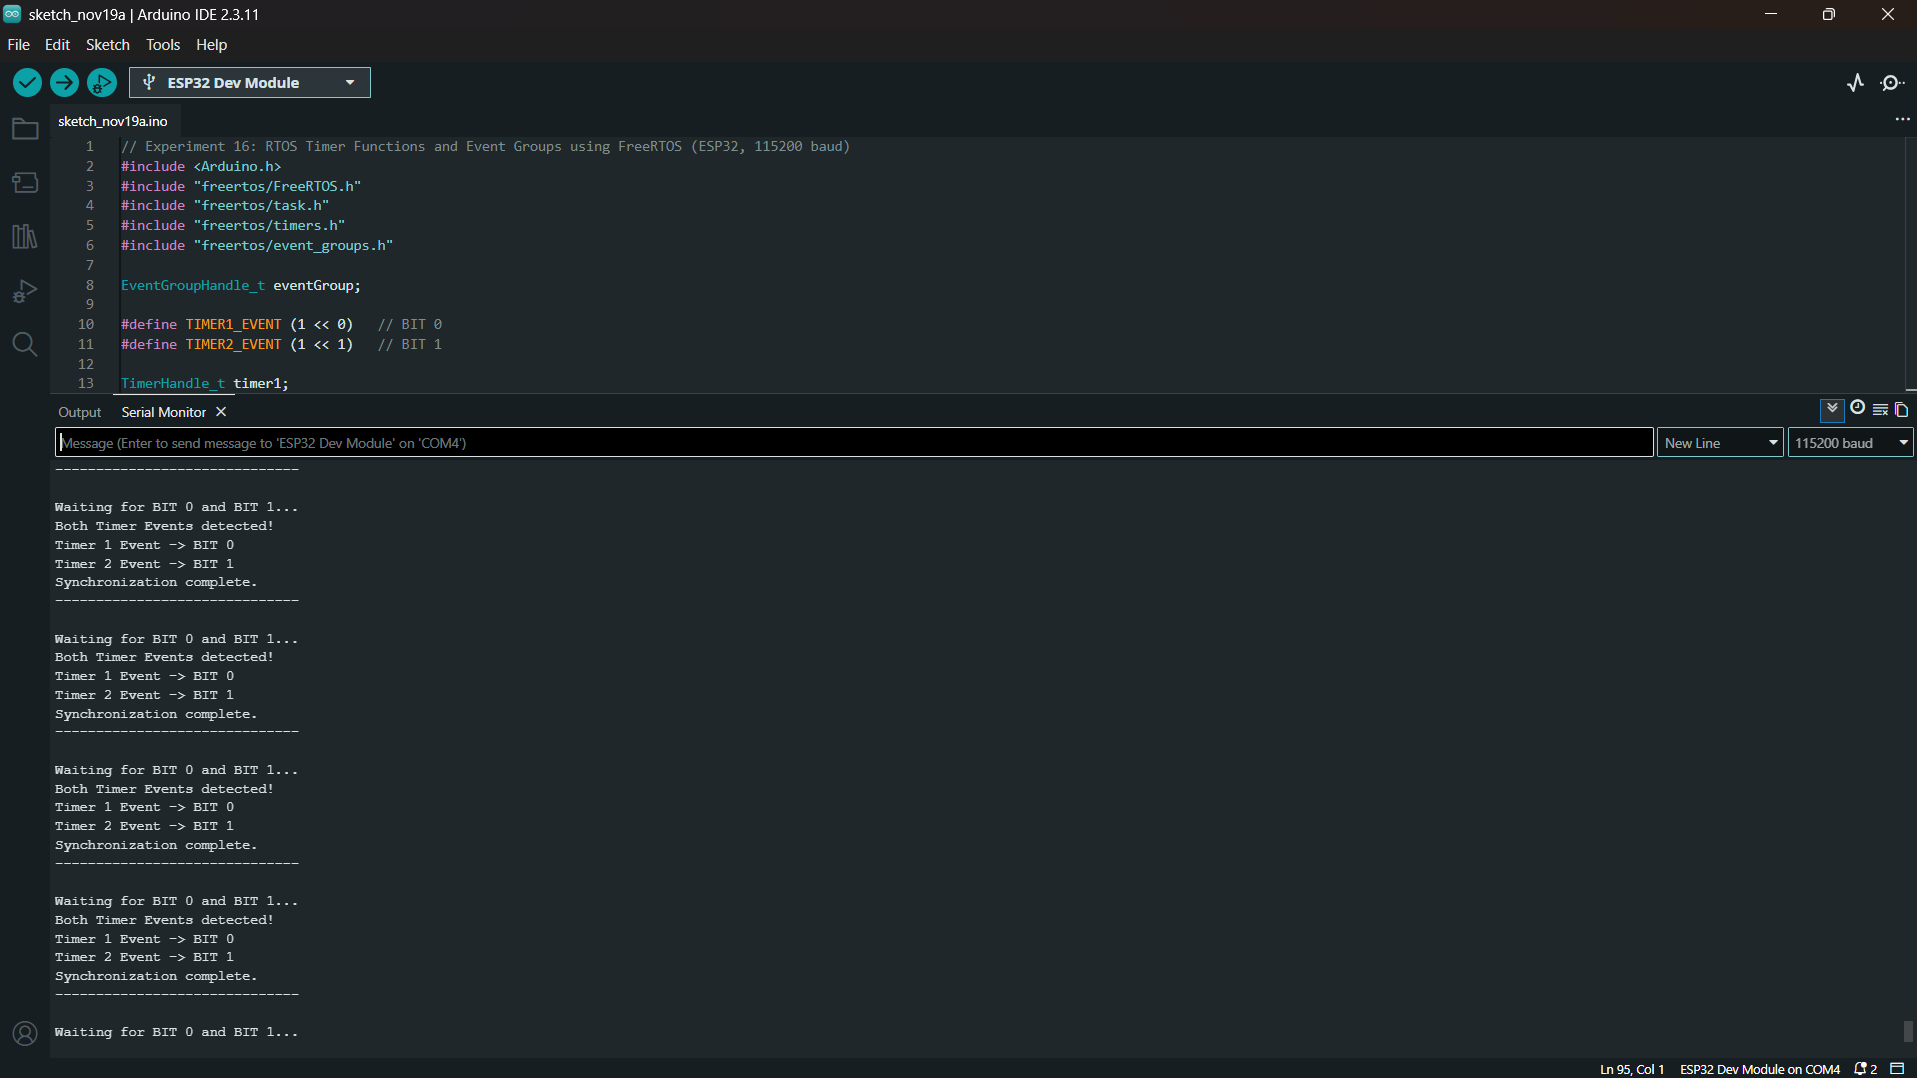 sketch_nov19a | Arduino IDE 2.3.11
File Edit Sketch Tools Help
ESP32 Dev Module
sketch_nov19a.ino
1 // Experiment 16: RTOS Timer Functions and Event Groups using FreeRTOS (ESP32, 115200 baud)
2 #include <Arduino.h>
3 #include "freertos/FreeRTOS.h"
4 #include "freertos/task.h"
5 #include "freertos/timers.h"
6 #include "freertos/event_groups.h"
7
8 EventGroupHandle_t eventGroup;
9
10 #define TIMER1_EVENT (1 << 0) // BIT 0
11 #define TIMER2_EVENT (1 << 1) // BIT 1
12
13 TimerHandle_t timer1;
Output Serial Monitor
Message (Enter to send message to 'ESP32 Dev Module' on 'COM4') New Line 115200 baud
------------------------------
Waiting for BIT 0 and BIT 1...
Both Timer Events detected!
Timer 1 Event -> BIT 0
Timer 2 Event -> BIT 1
Synchronization complete.
------------------------------
Waiting for BIT 0 and BIT 1...
Both Timer Events detected!
Timer 1 Event -> BIT 0
Timer 2 Event -> BIT 1
Synchronization complete.
------------------------------
Waiting for BIT 0 and BIT 1...
Both Timer Events detected!
Timer 1 Event -> BIT 0
Timer 2 Event -> BIT 1
Synchronization complete.
------------------------------
Waiting for BIT 0 and BIT 1...
Both Timer Events detected!
Timer 1 Event -> BIT 0
Timer 2 Event -> BIT 1
Synchronization complete.
------------------------------
Waiting for BIT 0 and BIT 1...
Ln 95, Col 1 ESP32 Dev Module on COM4 2